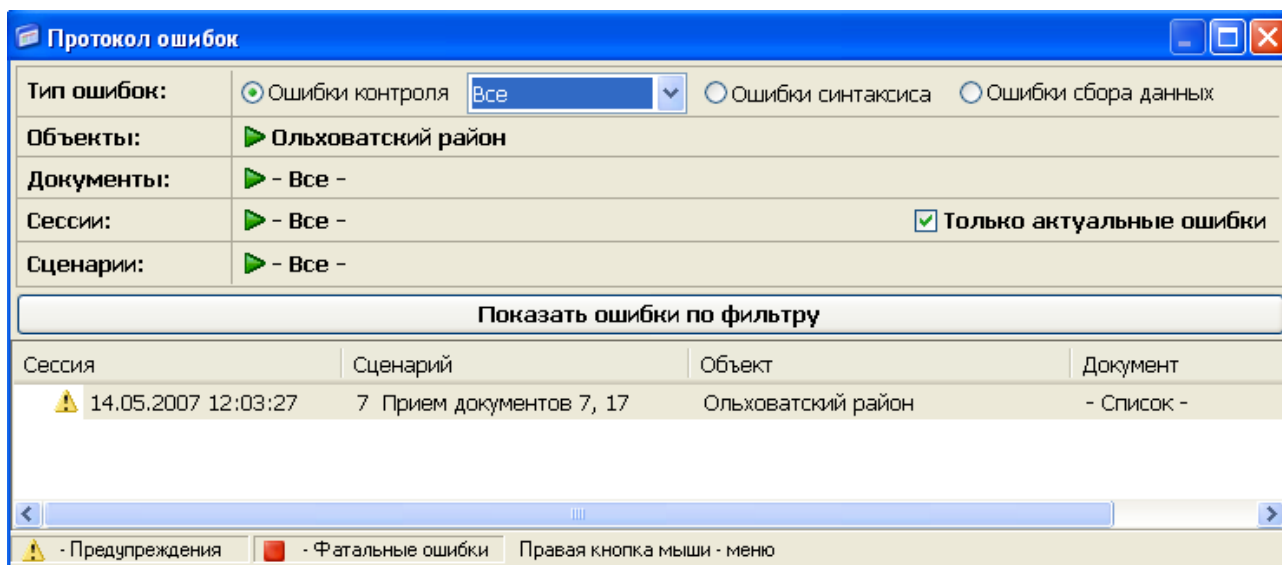 Протокол ошибок
Тип ошибок: Ошибки контроля Все Ошибки синтаксиса Ошибки сбора данных
Объекты: Ольховатский район
Документы: - Все -
Сессии: - Все - Только актуальные ошибки
Сценарии: - Все -
Показать ошибки по фильтру
Сессия Сценарий Объект Документ
14.05.2007 12:03:27 7 Прием документов 7, 17 Ольховатский район - Список -
- Предупреждения - Фатальные ошибки Правая кнопка мыши - меню